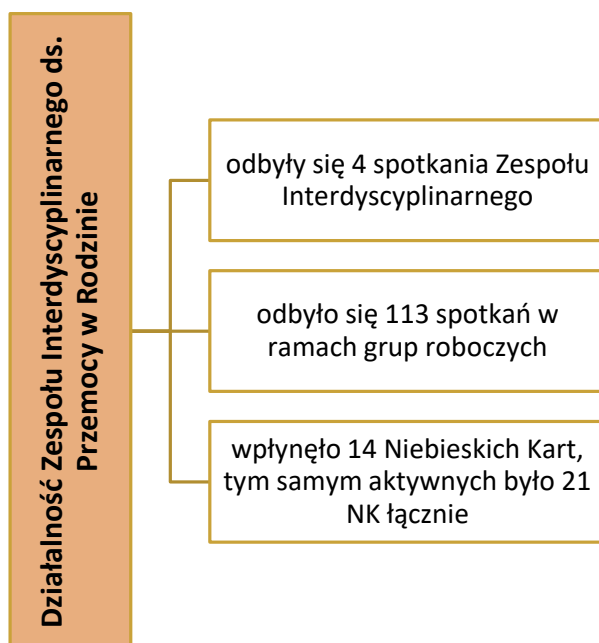 Działalność Zespołu Interdyscyplinarnego ds.
Przemocy w Rodzinie
odbyły się 4 spotkania Zespołu
Interdyscyplinarnego
odbyło się 113 spotkań w
ramach grup roboczych
wpłynęło 14 Niebieskich Kart,
tym samym aktywnych było 21
NK łącznie